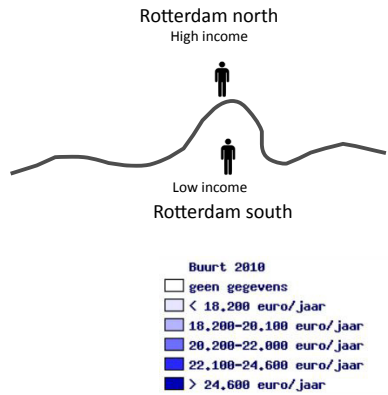 Rotterdam north
High income
Low income
Rotterdam south
Buurt 2010
geen gegevens
< 18.200 euro/jaar
18.200-20.100 euro/jaar
20.200-22.000 euro/jaar
22.100-24.600 euro/jaar
> 24.600 euro/jaar